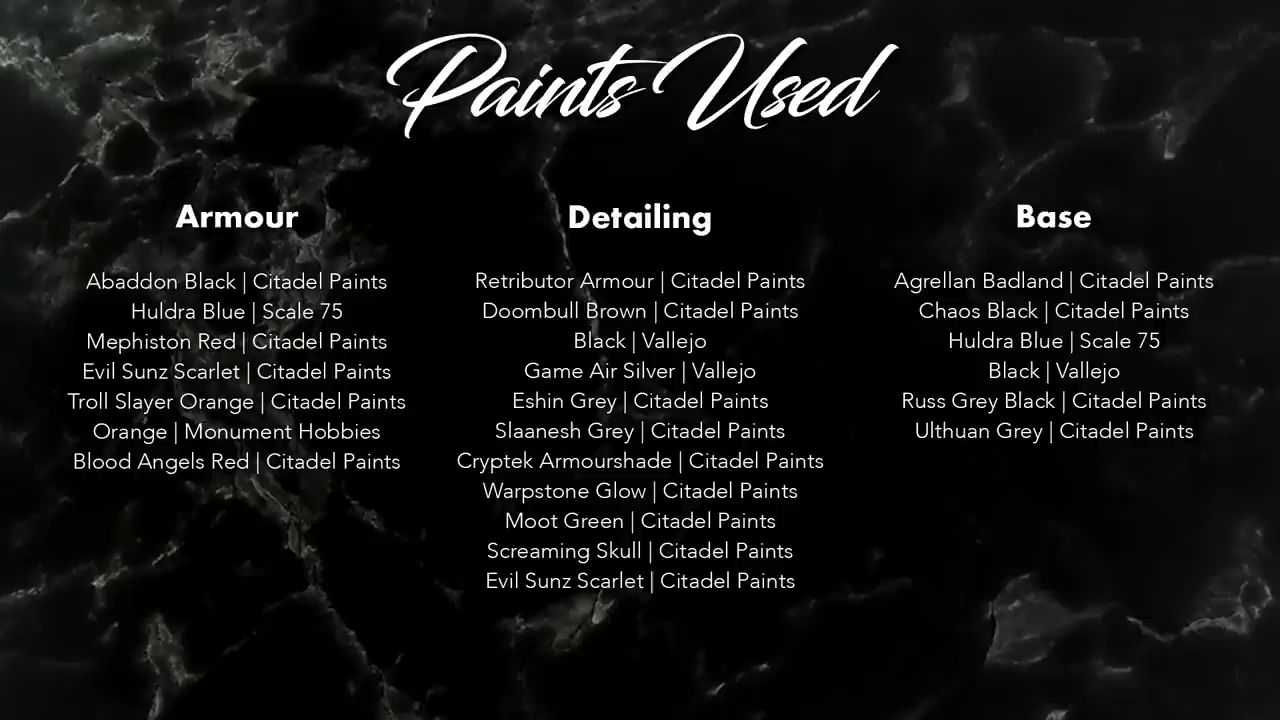 Paints Used
Armour
Abaddon Black | Citadel Paints
Huldra Blue | Scale 75
Mephiston Red | Citadel Paints
Evil Sunz Scarlet | Citadel Paints
Troll Slayer Orange | Citadel Paints
Orange | Monument Hobbies
Blood Angels Red | Citadel Paints
Detailing
Retributor Armour | Citadel Paints
Doombull Brown | Citadel Paints
Black | Vallejo
Game Air Silver | Vallejo
Eshin Grey | Citadel Paints
Slaanesh Grey | Citadel Paints
Cryptek Armourshade | Citadel Paints
Warpstone Glow | Citadel Paints
Moot Green | Citadel Paints
Screaming Skull | Citadel Paints
Evil Sunz Scarlet | Citadel Paints
Base
Agrellan Badland | Citadel Paints
Chaos Black | Citadel Paints
Huldra Blue | Scale 75
Black | Vallejo
Russ Grey Black | Citadel Paints
Ulthuan Grey | Citadel Paints